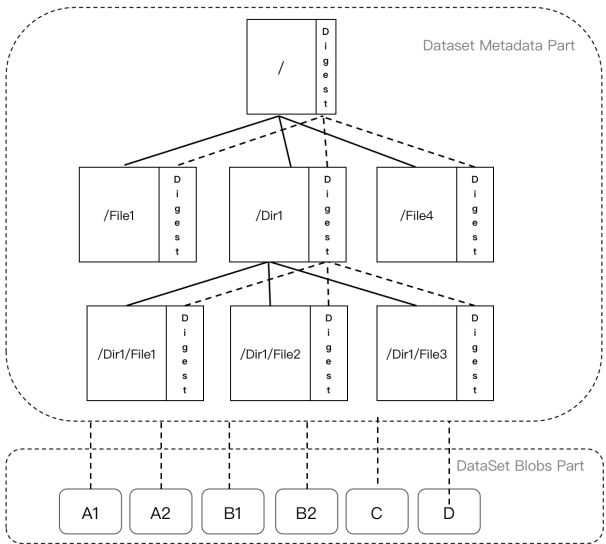 Dataset Metadata Part
/
Digest
/File1
Digest
/Dir1
Digest
/File4
Digest
/Dir1/File1
Digest
/Dir1/File2
Digest
/Dir1/File3
Digest
DataSet Blobs Part
A1
A2
B1
B2
C
D